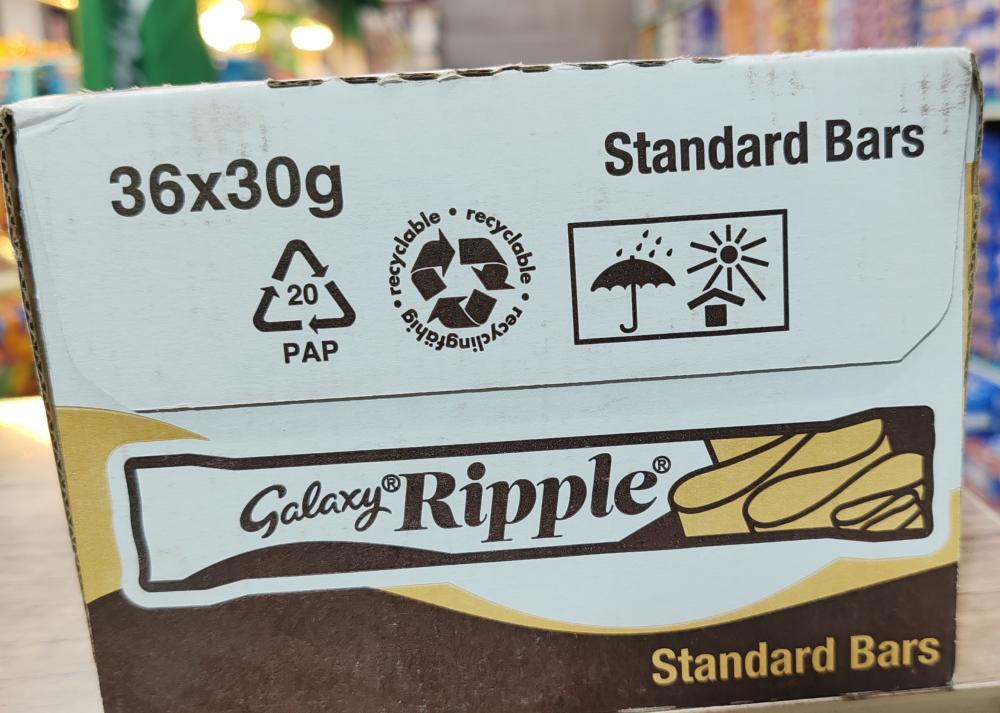 36x30g
Standard Bars
20
PAP
recyclable • recyclable • recyclingfähig •
Galaxy® Ripple®
Standard Bars